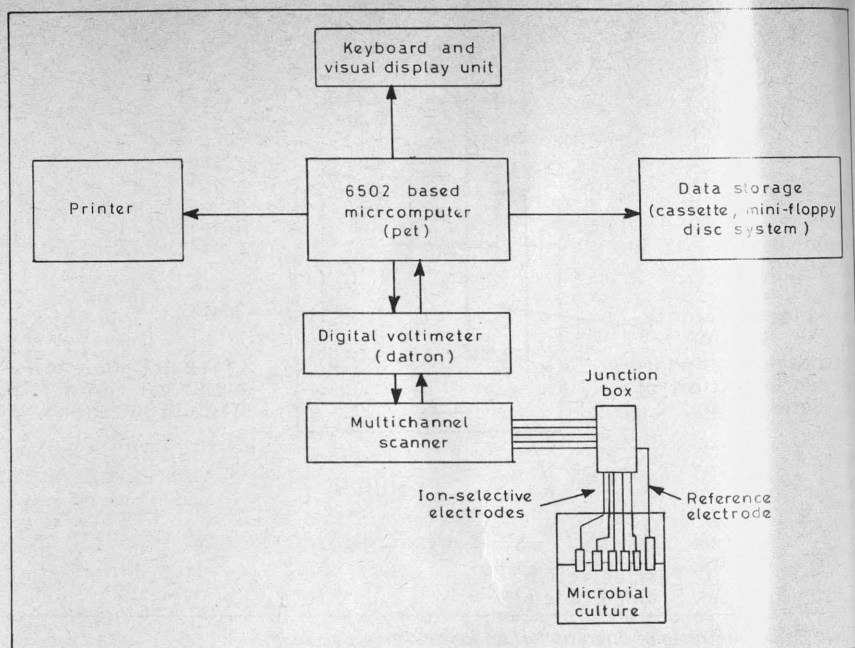 Keyboard and
visual display unit
Printer
6502 based
micrcomputer
(pet)
Data storage
(cassette, mini-floppy
disc system)
Digital voltimeter
(datron)
Junction
box
Multichannel
scanner
Ion-selective
electrodes
Reference
electrode
Microbial
culture